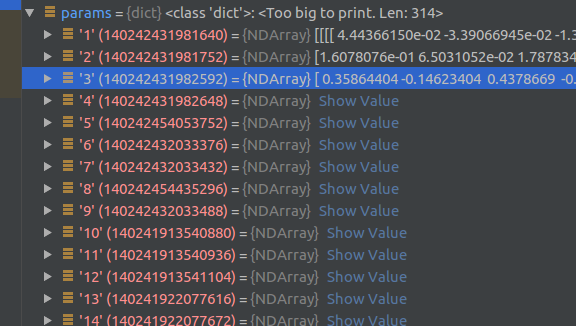 params = {dict} <class 'dict'>: <Too big to print. Len: 314>
'1' (140242431981640) = {NDArray} [[[[ 4.44366150e-02 -3.39066945e-02 -1.3
'2' (140242431981752) = {NDArray} [1.6078076e-01 6.5031052e-02 1.787834
'3' (140242431982592) = {NDArray} [ 0.35864404 -0.14623404 0.4378669 -0.
'4' (140242431982648) = {NDArray} Show Value
'5' (140242454053752) = {NDArray} Show Value
'6' (140242432033376) = {NDArray} Show Value
'7' (140242432033432) = {NDArray} Show Value
'8' (140242454435296) = {NDArray} Show Value
'9' (140242432033488) = {NDArray} Show Value
'10' (140241913540880) = {NDArray} Show Value
'11' (140241913540936) = {NDArray} Show Value
'12' (140241913541104) = {NDArray} Show Value
'13' (140241922077616) = {NDArray} Show Value
'14' (140241922077672) = {NDArray} Show Value